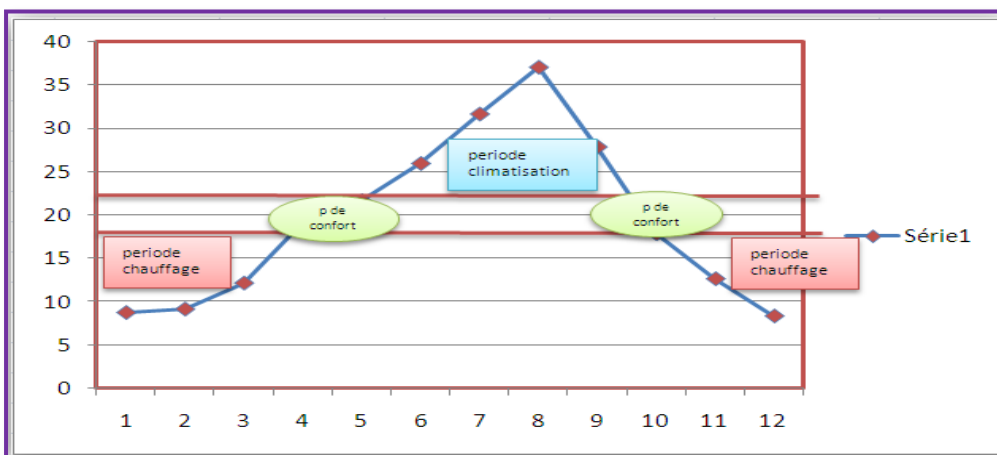 40
35
30
25
20
15
10
5
0
periode
climatisation
p de
confort
p de
confort
periode
chauffage
periode
chauffage
Série1
1 2 3 4 5 6 7 8 9 10 11 12